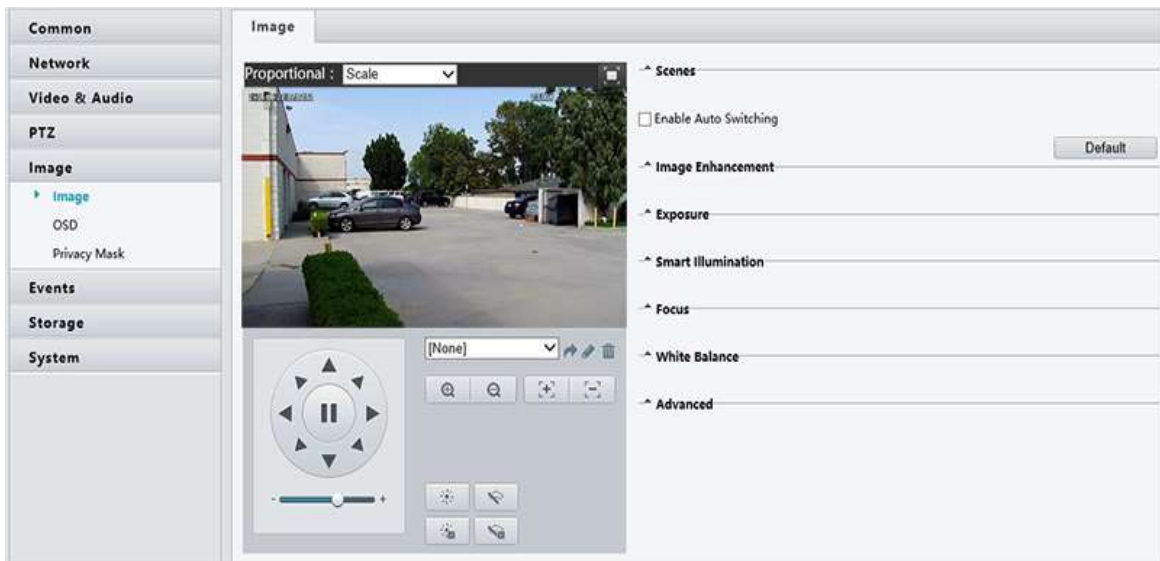 Common
Network
Video & Audio
PTZ
Image
Image
OSD
Privacy Mask
Events
Storage
System
Image
Proportional : Scale
[None]
Scenes
Enable Auto Switching
Default
Image Enhancement
Exposure
Smart Illumination
Focus
White Balance
Advanced